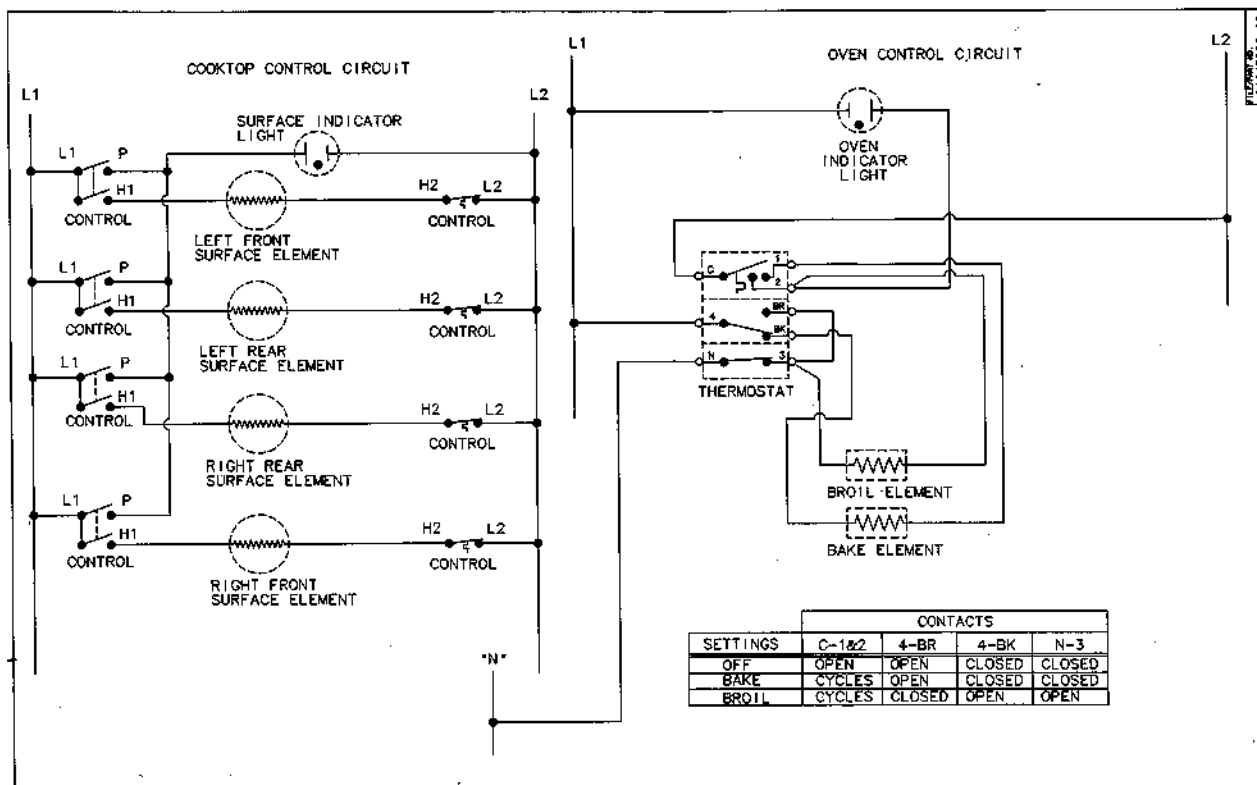 COOKTOP CONTROL CIRCUIT
L1
L2
SURFACE INDICATOR
LIGHT
L1 P
H1
CONTROL
H2 L2
CONTROL
LEFT FRONT
SURFACE ELEMENT
L1 P
H1
CONTROL
H2 L2
CONTROL
LEFT REAR
SURFACE ELEMENT
L1 P
H1
CONTROL
H2 L2
CONTROL
RIGHT REAR
SURFACE ELEMENT
L1 P
H1
CONTROL
H2 L2
CONTROL
RIGHT FRONT
SURFACE ELEMENT
"N"
OVEN CONTROL CIRCUIT
L1
L2
OVEN
INDICATOR
LIGHT
C 1
2
BR
4 BK
N 3
THERMOSTAT
BROIL ELEMENT
BAKE ELEMENT
CONTACTS
SETTINGS C-1&2 4-BR 4-BK N-3
OFF OPEN OPEN CLOSED CLOSED
BAKE CYCLES OPEN CLOSED CLOSED
BROIL CYCLES CLOSED OPEN OPEN